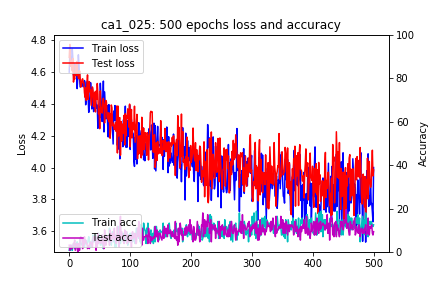 ca1_025: 500 epochs loss and accuracy
4.8
4.6
4.4
4.2
4.0
3.8
3.6
Loss
Train loss
Test loss
Train acc
Test acc
100
80
60
40
20
0
Accuracy
0
100
200
300
400
500